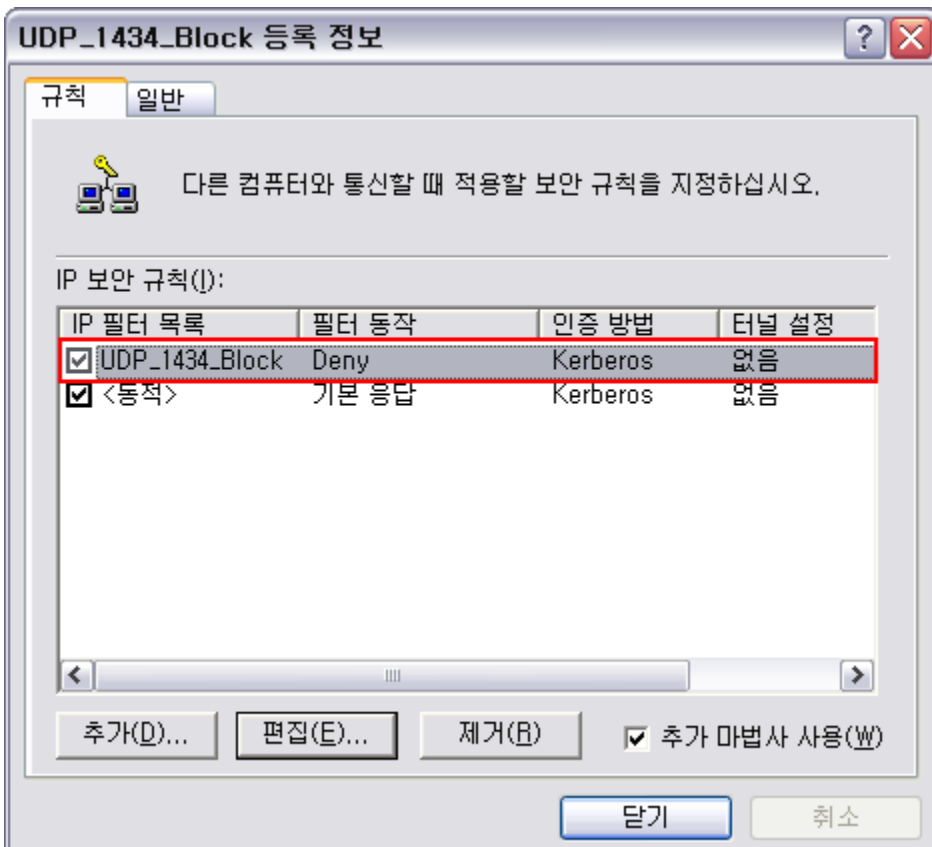 UDP_1434_Block 등록 정보
규칙 일반
다른 컴퓨터와 통신할 때 적용할 보안 규칙을 지정하십시오.
IP 보안 규칙(I):
IP 필터 목록 필터 동작 인증 방법 터널 설정
UDP_1434_Block Deny Kerberos 없음
<동적> 기본 응답 Kerberos 없음
추가(D)... 편집(E)... 제거(R) 추가 마법사 사용(W)
닫기 취소